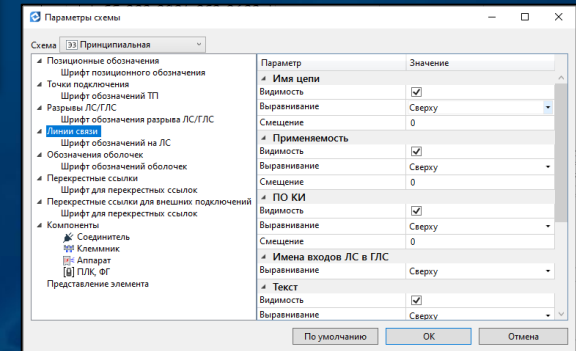 Параметры схемы
Схема ЭЗ Принципиальная
Позиционные обозначения
Шрифт позиционного обозначения
Точки подключения
Шрифт обозначений ТП
Разрывы ЛС/ГЛС
Шрифт обозначения разрыва ЛС/ГЛС
Линии связи
Шрифт обозначений на ЛС
Обозначения оболочек
Шрифт обозначений оболочек
Перекрестные ссылки
Шрифт для перекрестных ссылок
Перекрестные ссылки для внешних подключений
Шрифт для перекрестных ссылок
Компоненты
Соединитель
Клеммник
Аппарат
ПЛК, ФГ
Представление элемента
Параметр Значение
Имя цепи
Видимость
Выравнивание Сверху
Смещение 0
Применяемость
Видимость
Выравнивание Сверху
Смещение 0
ПО КИ
Видимость
Выравнивание Сверху
Смещение 0
Имена входов ЛС в ГЛС
Выравнивание Сверху
Текст
Видимость
Выравнивание Сверху
По умолчанию ОК Отмена